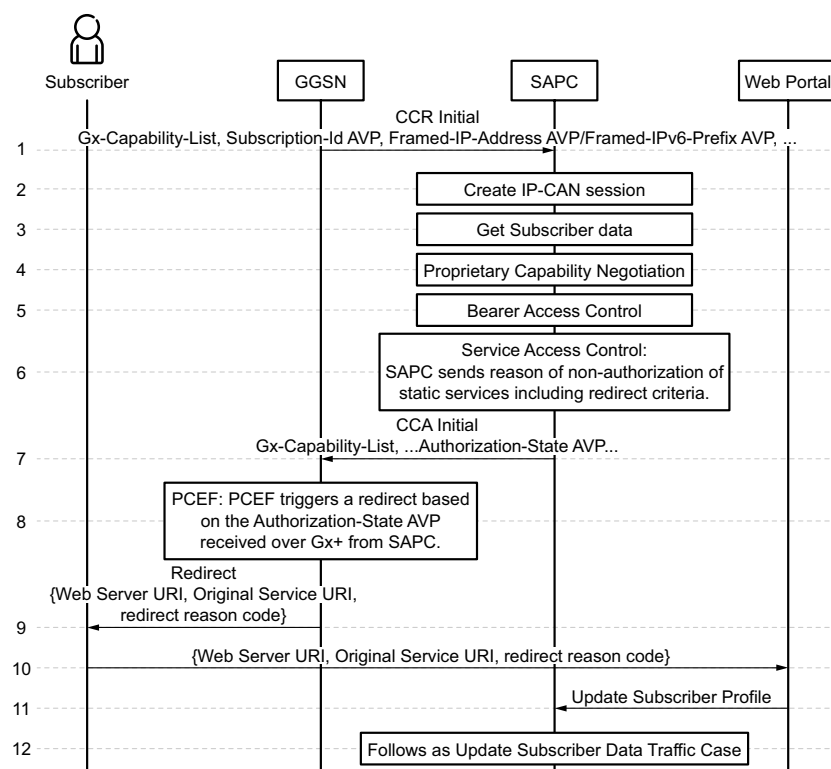 Subscriber
GGSN
SAPC
Web Portal
CCR Initial
Gx-Capability-List, Subscription-Id AVP, Framed-IP-Address AVP/Framed-IPv6-Prefix AVP, ...
1
2
Create IP-CAN session
3
Get Subscriber data
4
Proprietary Capability Negotiation
5
Bearer Access Control
Service Access Control:
6
SAPC sends reason of non-authorization of
static services including redirect criteria.
CCA Initial
Gx-Capability-List, ...Authorization-State AVP...
7
PCEF: PCEF triggers a redirect based
8
on the Authorization-State AVP
received over Gx+ from SAPC.
Redirect
{Web Server URI, Original Service URI,
redirect reason code}
9
{Web Server URI, Original Service URI, redirect reason code}
10
Update Subscriber Profile
11
12
Follows as Update Subscriber Data Traffic Case